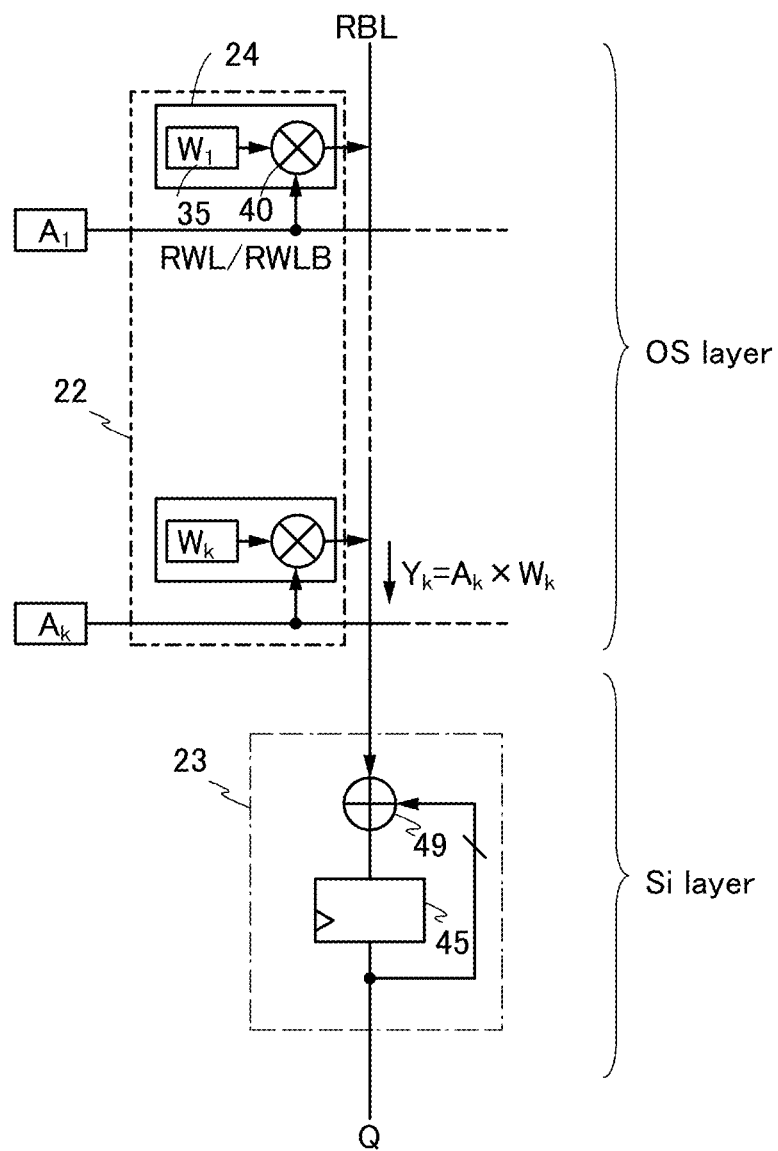 RBL
24
W1
35
40
A1
RWL/RWLB
OS layer
22
Wk
Yk=Ak×Wk
Ak
23
49
Si layer
45
Q